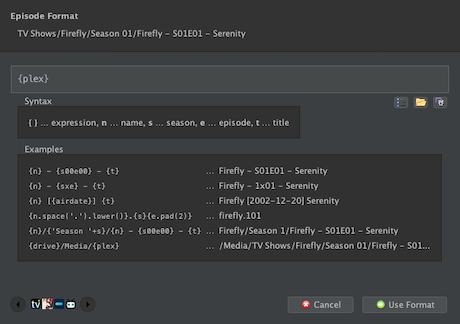 Episode Format
TV Shows/Firefly/Season 01/Firefly - S01E01 - Serenity
{plex}
Syntax
{ } ... expression, n ... name, s ... season, e ... episode, t ... title
Examples
{n} - {s00e00} - {t} ... Firefly - S01E01 - Serenity
{n} - {sxe} - {t} ... Firefly - 1x01 - Serenity
{n} [{airdate}] {t} ... Firefly [2002-12-20] Serenity
{n.space('.').lower()}.{s}{e.pad(2)} ... firefly.101
{n}/{'Season '+s}/{n} - {s00e00} - {t} ... Firefly/Season 1/Firefly - S01E01 - Serenity
{drive}/Media/{plex} ... /Media/TV Shows/Firefly/Season 01/Firefly - S01...
tv
Cancel
Use Format